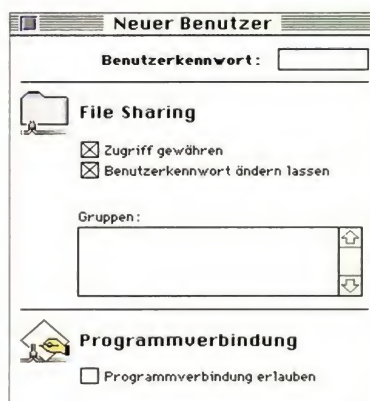 Neuer Benutzer
Benutzerkennwort:
File Sharing
Zugriff gewähren
Benutzerkennwort ändern lassen
Gruppen:
Programmverbindung
Programmverbindung erlauben